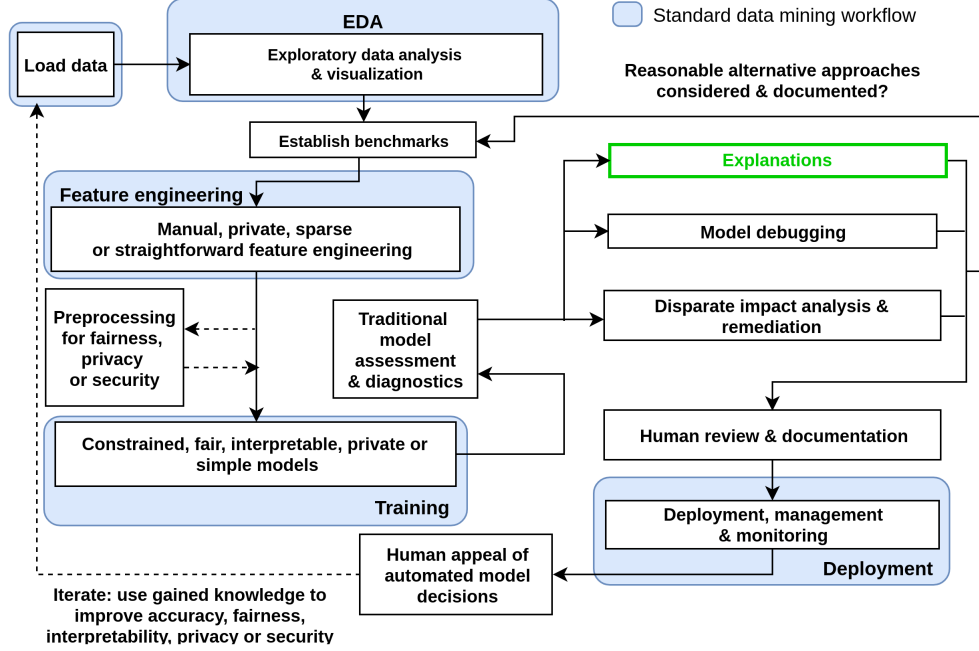 EDA
Standard data mining workflow
Load data
Exploratory data analysis
& visualization
Reasonable alternative approaches
considered & documented?
Establish benchmarks
Explanations
Feature engineering
Manual, private, sparse
or straightforward feature engineering
Model debugging
Preprocessing
for fairness,
privacy
or security
Traditional
model
assessment
& diagnostics
Disparate impact analysis &
remediation
Constrained, fair, interpretable, private or
simple models
Training
Human review & documentation
Deployment, management
& monitoring
Deployment
Human appeal of
automated model
decisions
Iterate: use gained knowledge to
improve accuracy, fairness,
interpretability, privacy or security